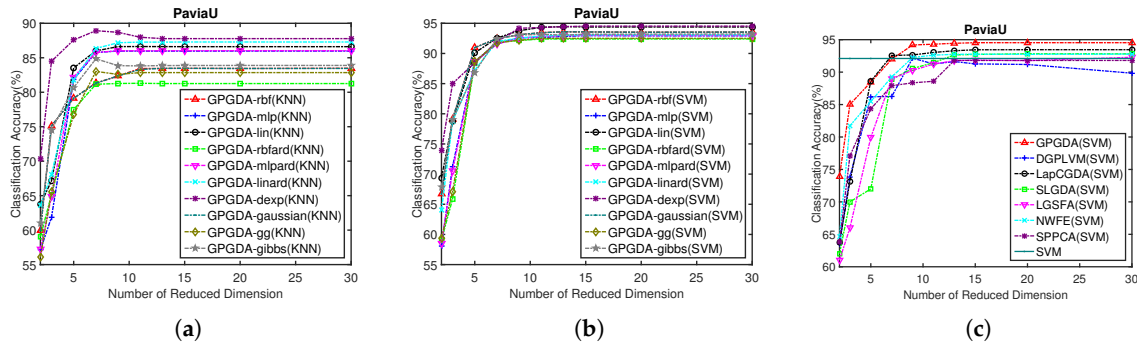 PaviaU
Classification Accuracy(%)
90
85
80
75
70
65
60
55
5
10
15
20
25
30
Number of Reduced Dimension
GPGDA-rbf(KNN)
GPGDA-mlp(KNN)
GPGDA-lin(KNN)
GPGDA-rbfard(KNN)
GPGDA-mlpard(KNN)
GPGDA-linard(KNN)
GPGDA-dexp(KNN)
GPGDA-gaussian(KNN)
GPGDA-gg(KNN)
GPGDA-gibbs(KNN)
(a)
PaviaU
Classification Accuracy(%)
95
90
85
80
75
70
65
60
55
5
10
15
20
25
30
Number of Reduced Dimension
GPGDA-rbf(SVM)
GPGDA-mlp(SVM)
GPGDA-lin(SVM)
GPGDA-rbfard(SVM)
GPGDA-mlpard(SVM)
GPGDA-linard(SVM)
GPGDA-dexp(SVM)
GPGDA-gaussian(SVM)
GPGDA-gg(SVM)
GPGDA-gibbs(SVM)
(b)
PaviaU
Classification Accuracy(%)
95
90
85
80
75
70
65
60
5
10
15
20
25
30
Number of Reduced Dimension
GPGDA(SVM)
DGPLVM(SVM)
LapCGDA(SVM)
SLGDA(SVM)
LGSFA(SVM)
NWFE(SVM)
SPPCA(SVM)
SVM
(c)